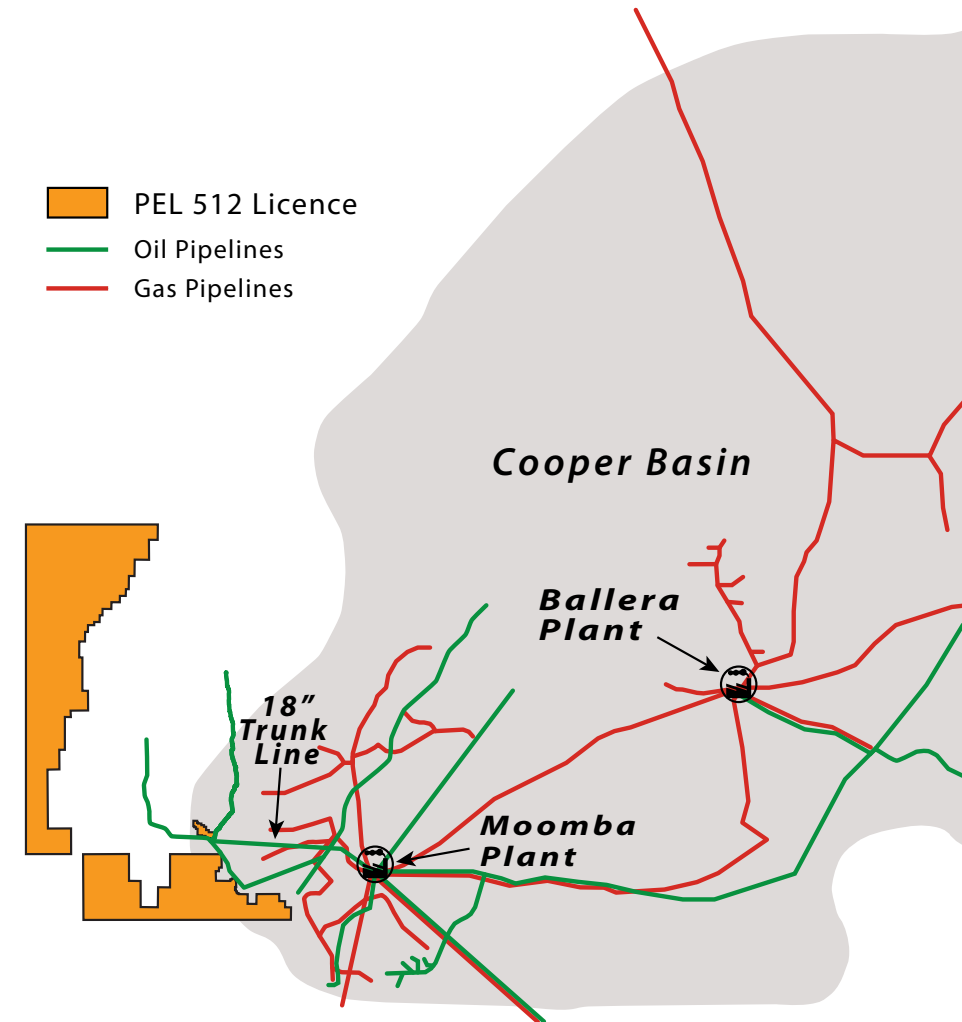 PEL 512 Licence
Oil Pipelines
Gas Pipelines
Cooper Basin
Ballera
Plant
18”
Trunk
Line
Moomba
Plant